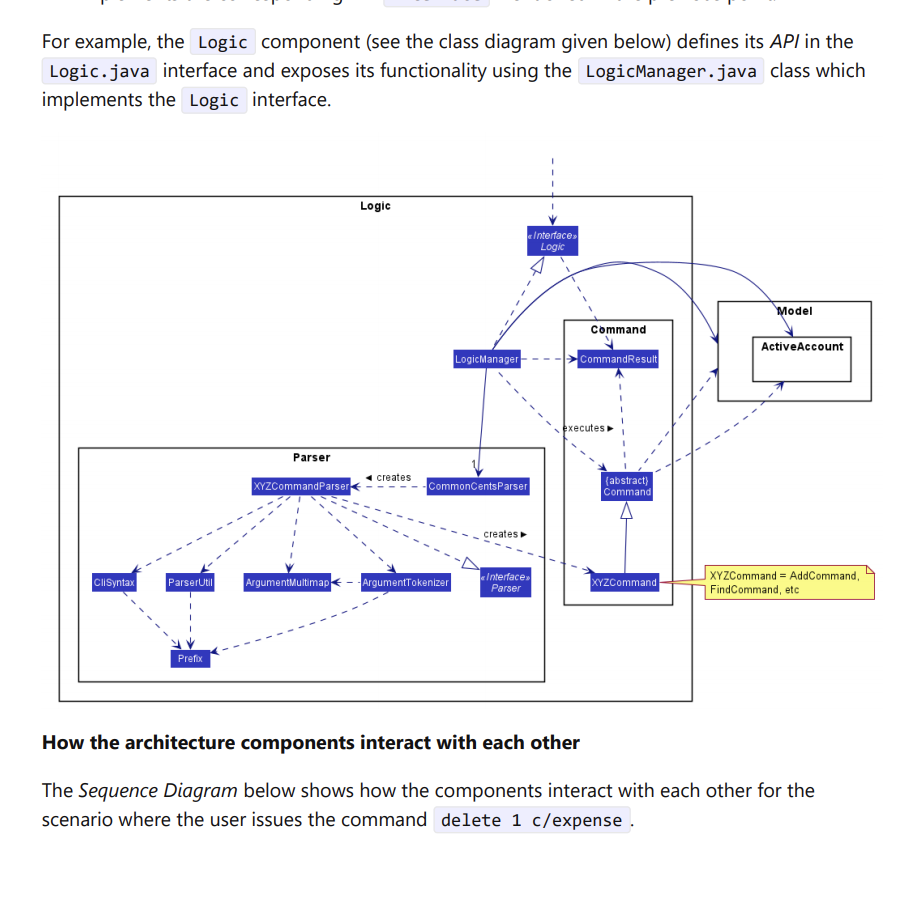 For example, the Logic component (see the class diagram given below) defines its API in the
Logic.java interface and exposes its functionality using the LogicManager.java class which
implements the Logic interface.
Logic
«Interface»
Logic
Model
Command
ActiveAccount
LogicManager
CommandResult
executes ►
Parser
XYZCommandParser
◄ creates
1
CommonCentsParser
{abstract}
Command
creates ►
CliSyntax
ParserUtil
ArgumentMultimap
ArgumentTokenizer
«Interface»
Parser
XYZCommand
XYZCommand = AddCommand,
FindCommand, etc
Prefix
How the architecture components interact with each other
The Sequence Diagram below shows how the components interact with each other for the
scenario where the user issues the command delete 1 c/expense .